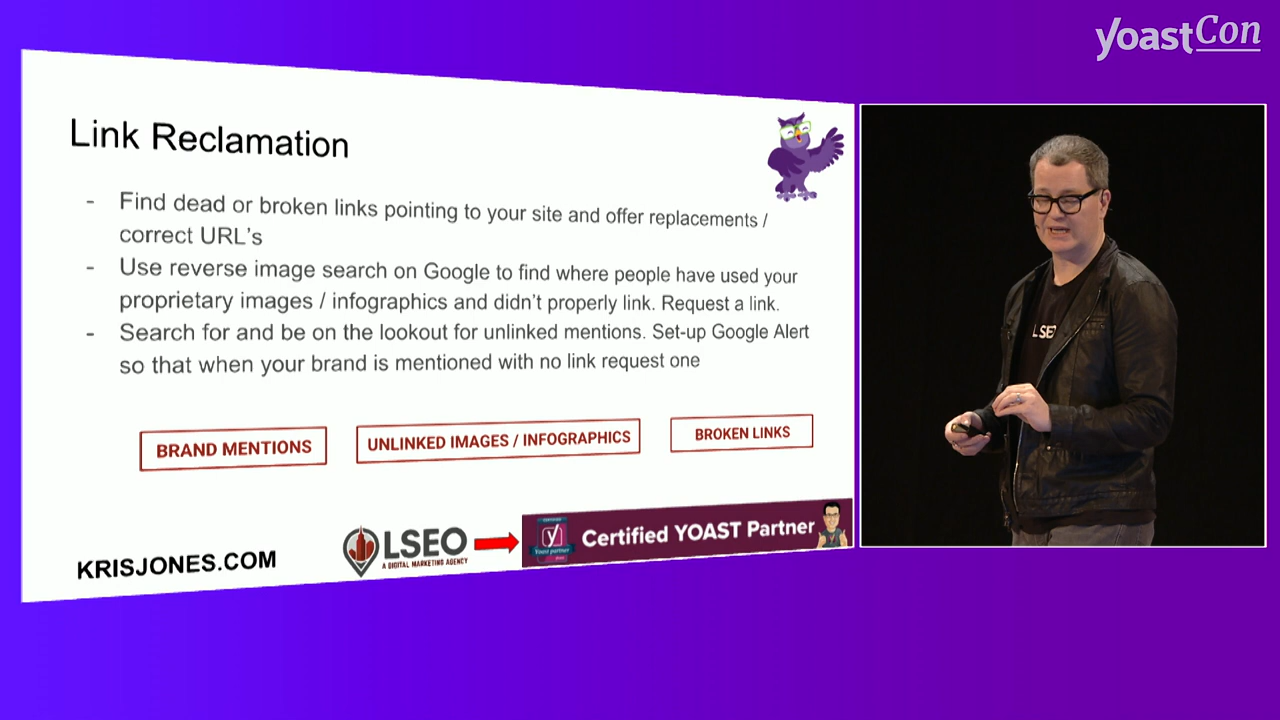 yoastCon
Link Reclamation
- Find dead or broken links pointing to your site and offer replacements /
correct URL's
- Use reverse image search on Google to find where people have used your
proprietary images / infographics and didn't properly link. Request a link.
- Search for and be on the lookout for unlinked mentions. Set-up Google Alert
so that when your brand is mentioned with no link request one
BRAND MENTIONS
UNLINKED IMAGES / INFOGRAPHICS
BROKEN LINKS
KRISJONES.COM
LSEO
A DIGITAL MARKETING AGENCY
CERTIFIED
y
Yoast partner
Certified YOAST Partner
LSE